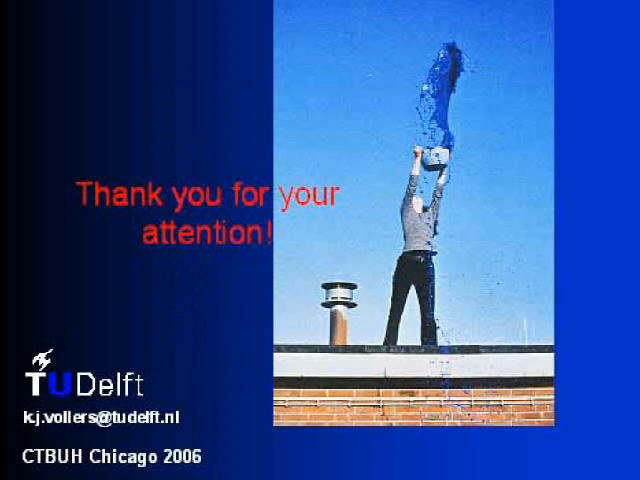 Thank you for your
attention!
TUDelft
k.j.vollers@tudelft.nl
CTBUH Chicago 2006